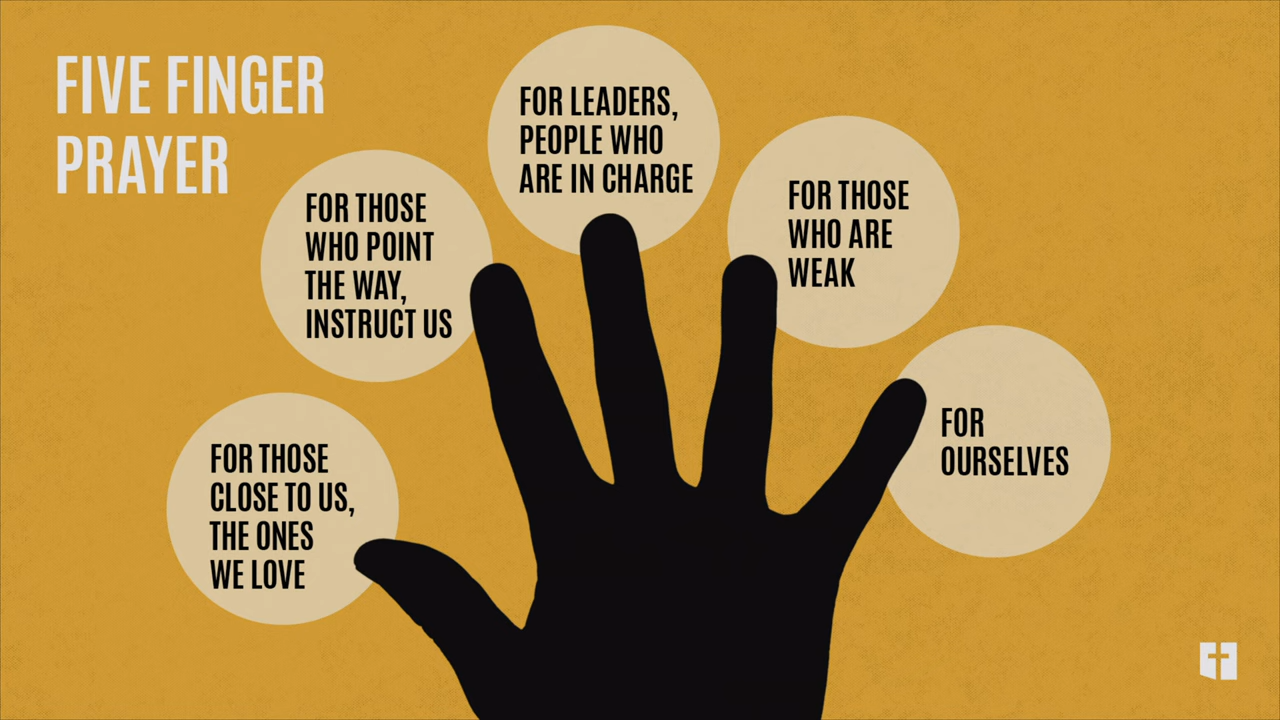 FIVE FINGER
PRAYER
FOR THOSE
CLOSE TO US,
THE ONES
WE LOVE
FOR THOSE
WHO POINT
THE WAY,
INSTRUCT US
FOR LEADERS,
PEOPLE WHO
ARE IN CHARGE
FOR THOSE
WHO ARE
WEAK
FOR
OURSELVES